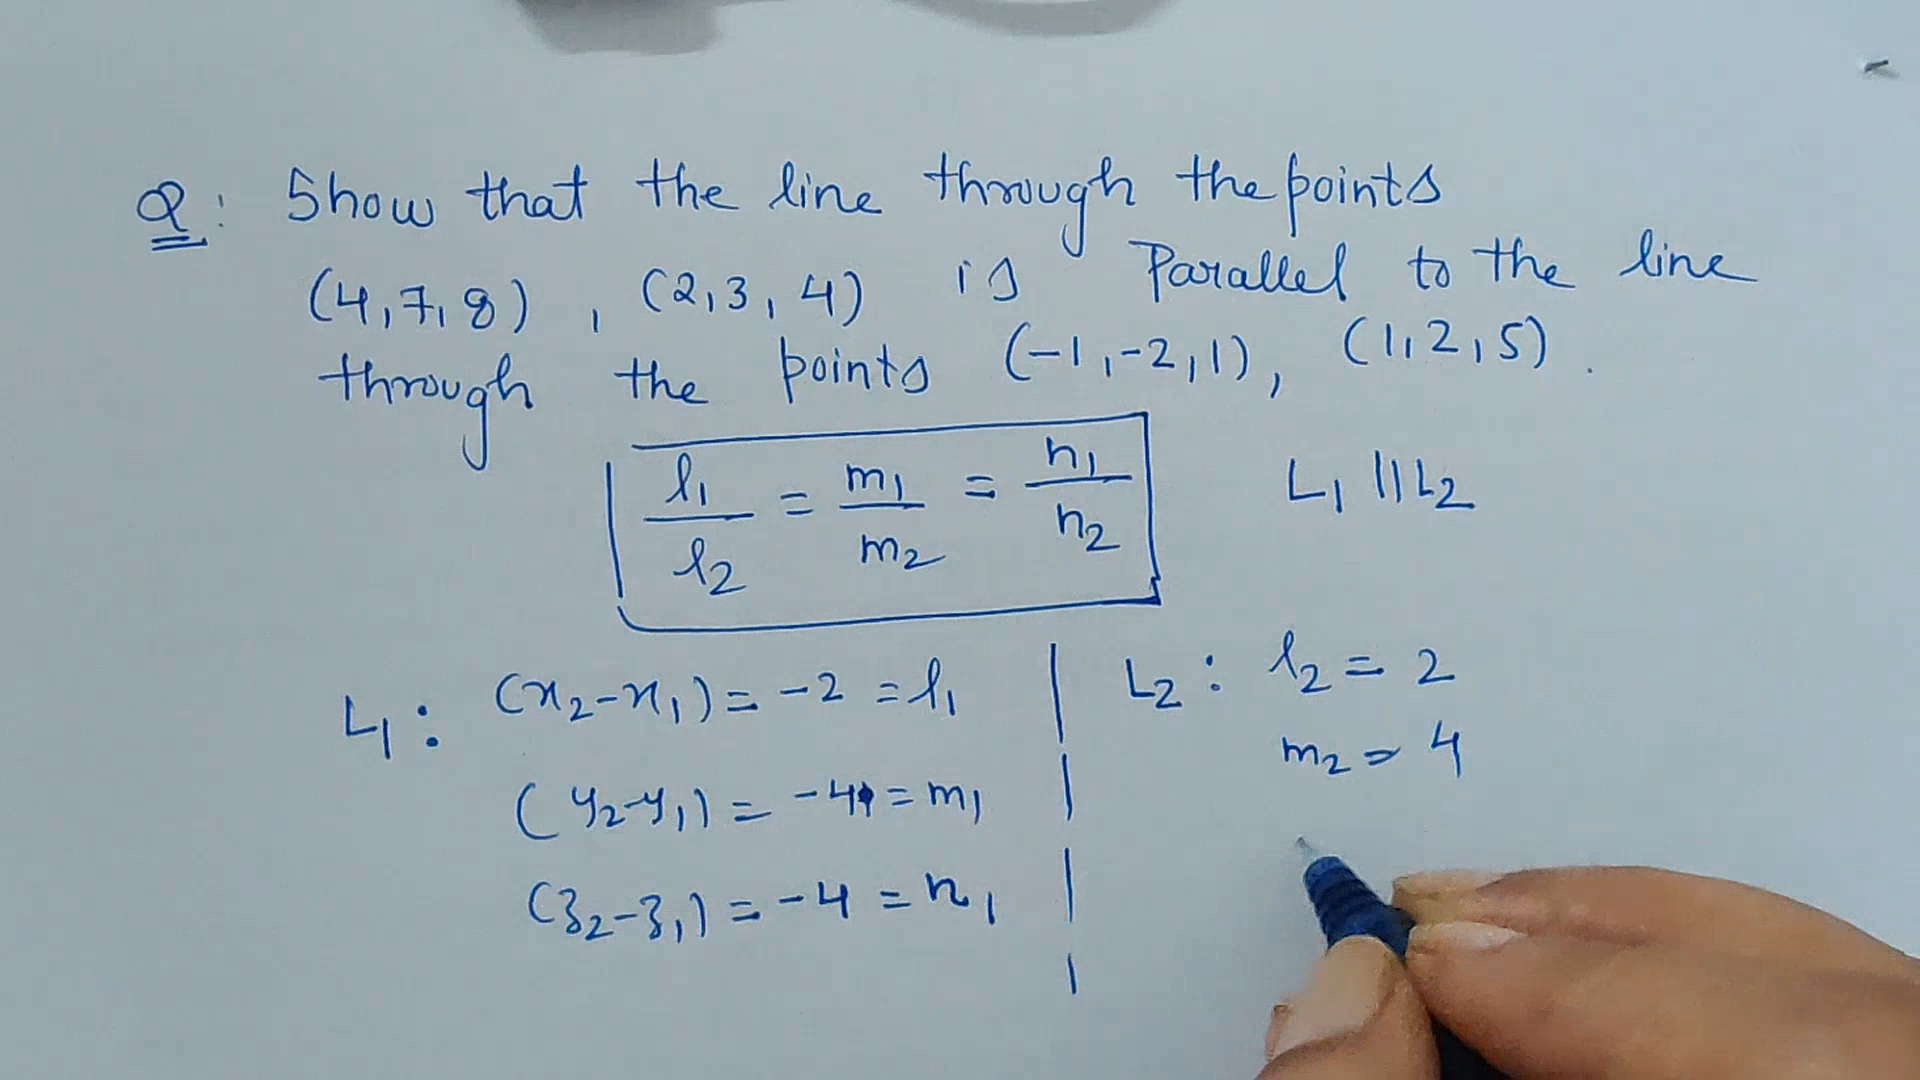 Q: Show that the line through the points
(4,7,8) , (2,3,4) is Parallel to the line
through the points (-1,-2,1), (1,2,5).
l₁/l₂ = m₁/m₂ = n₁/n₂ L₁ || L₂
L₁: (x₂-x₁) = -2 = l₁
(y₂-y₁) = -4 = m₁
(z₂-z₁) = -4 = n₁
L₂: l₂ = 2
m₂ = 4